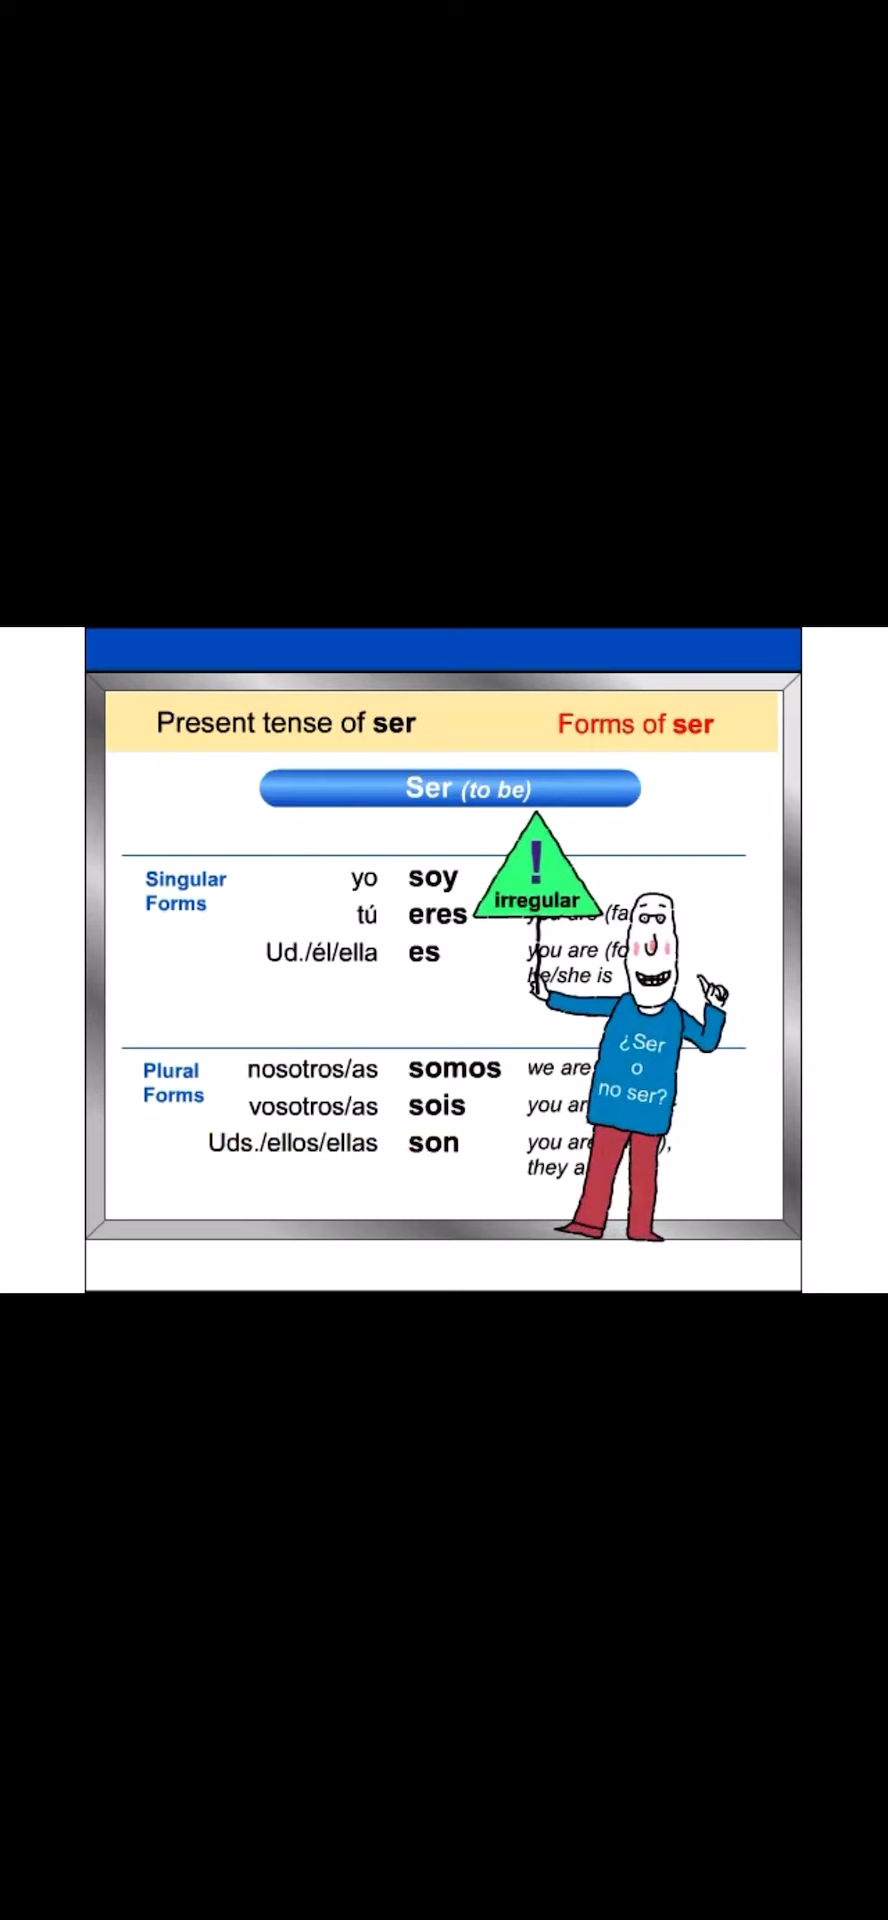 Present tense of ser
Forms of ser
Ser (to be)
!
irregular
Singular
Forms
yo soy
tú eres
Ud./él/ella es you are
he/she is
Plural
Forms
nosotros/as somos we are
vosotros/as sois you
Uds./ellos/ellas son you are
they
¿Ser
o
no ser?